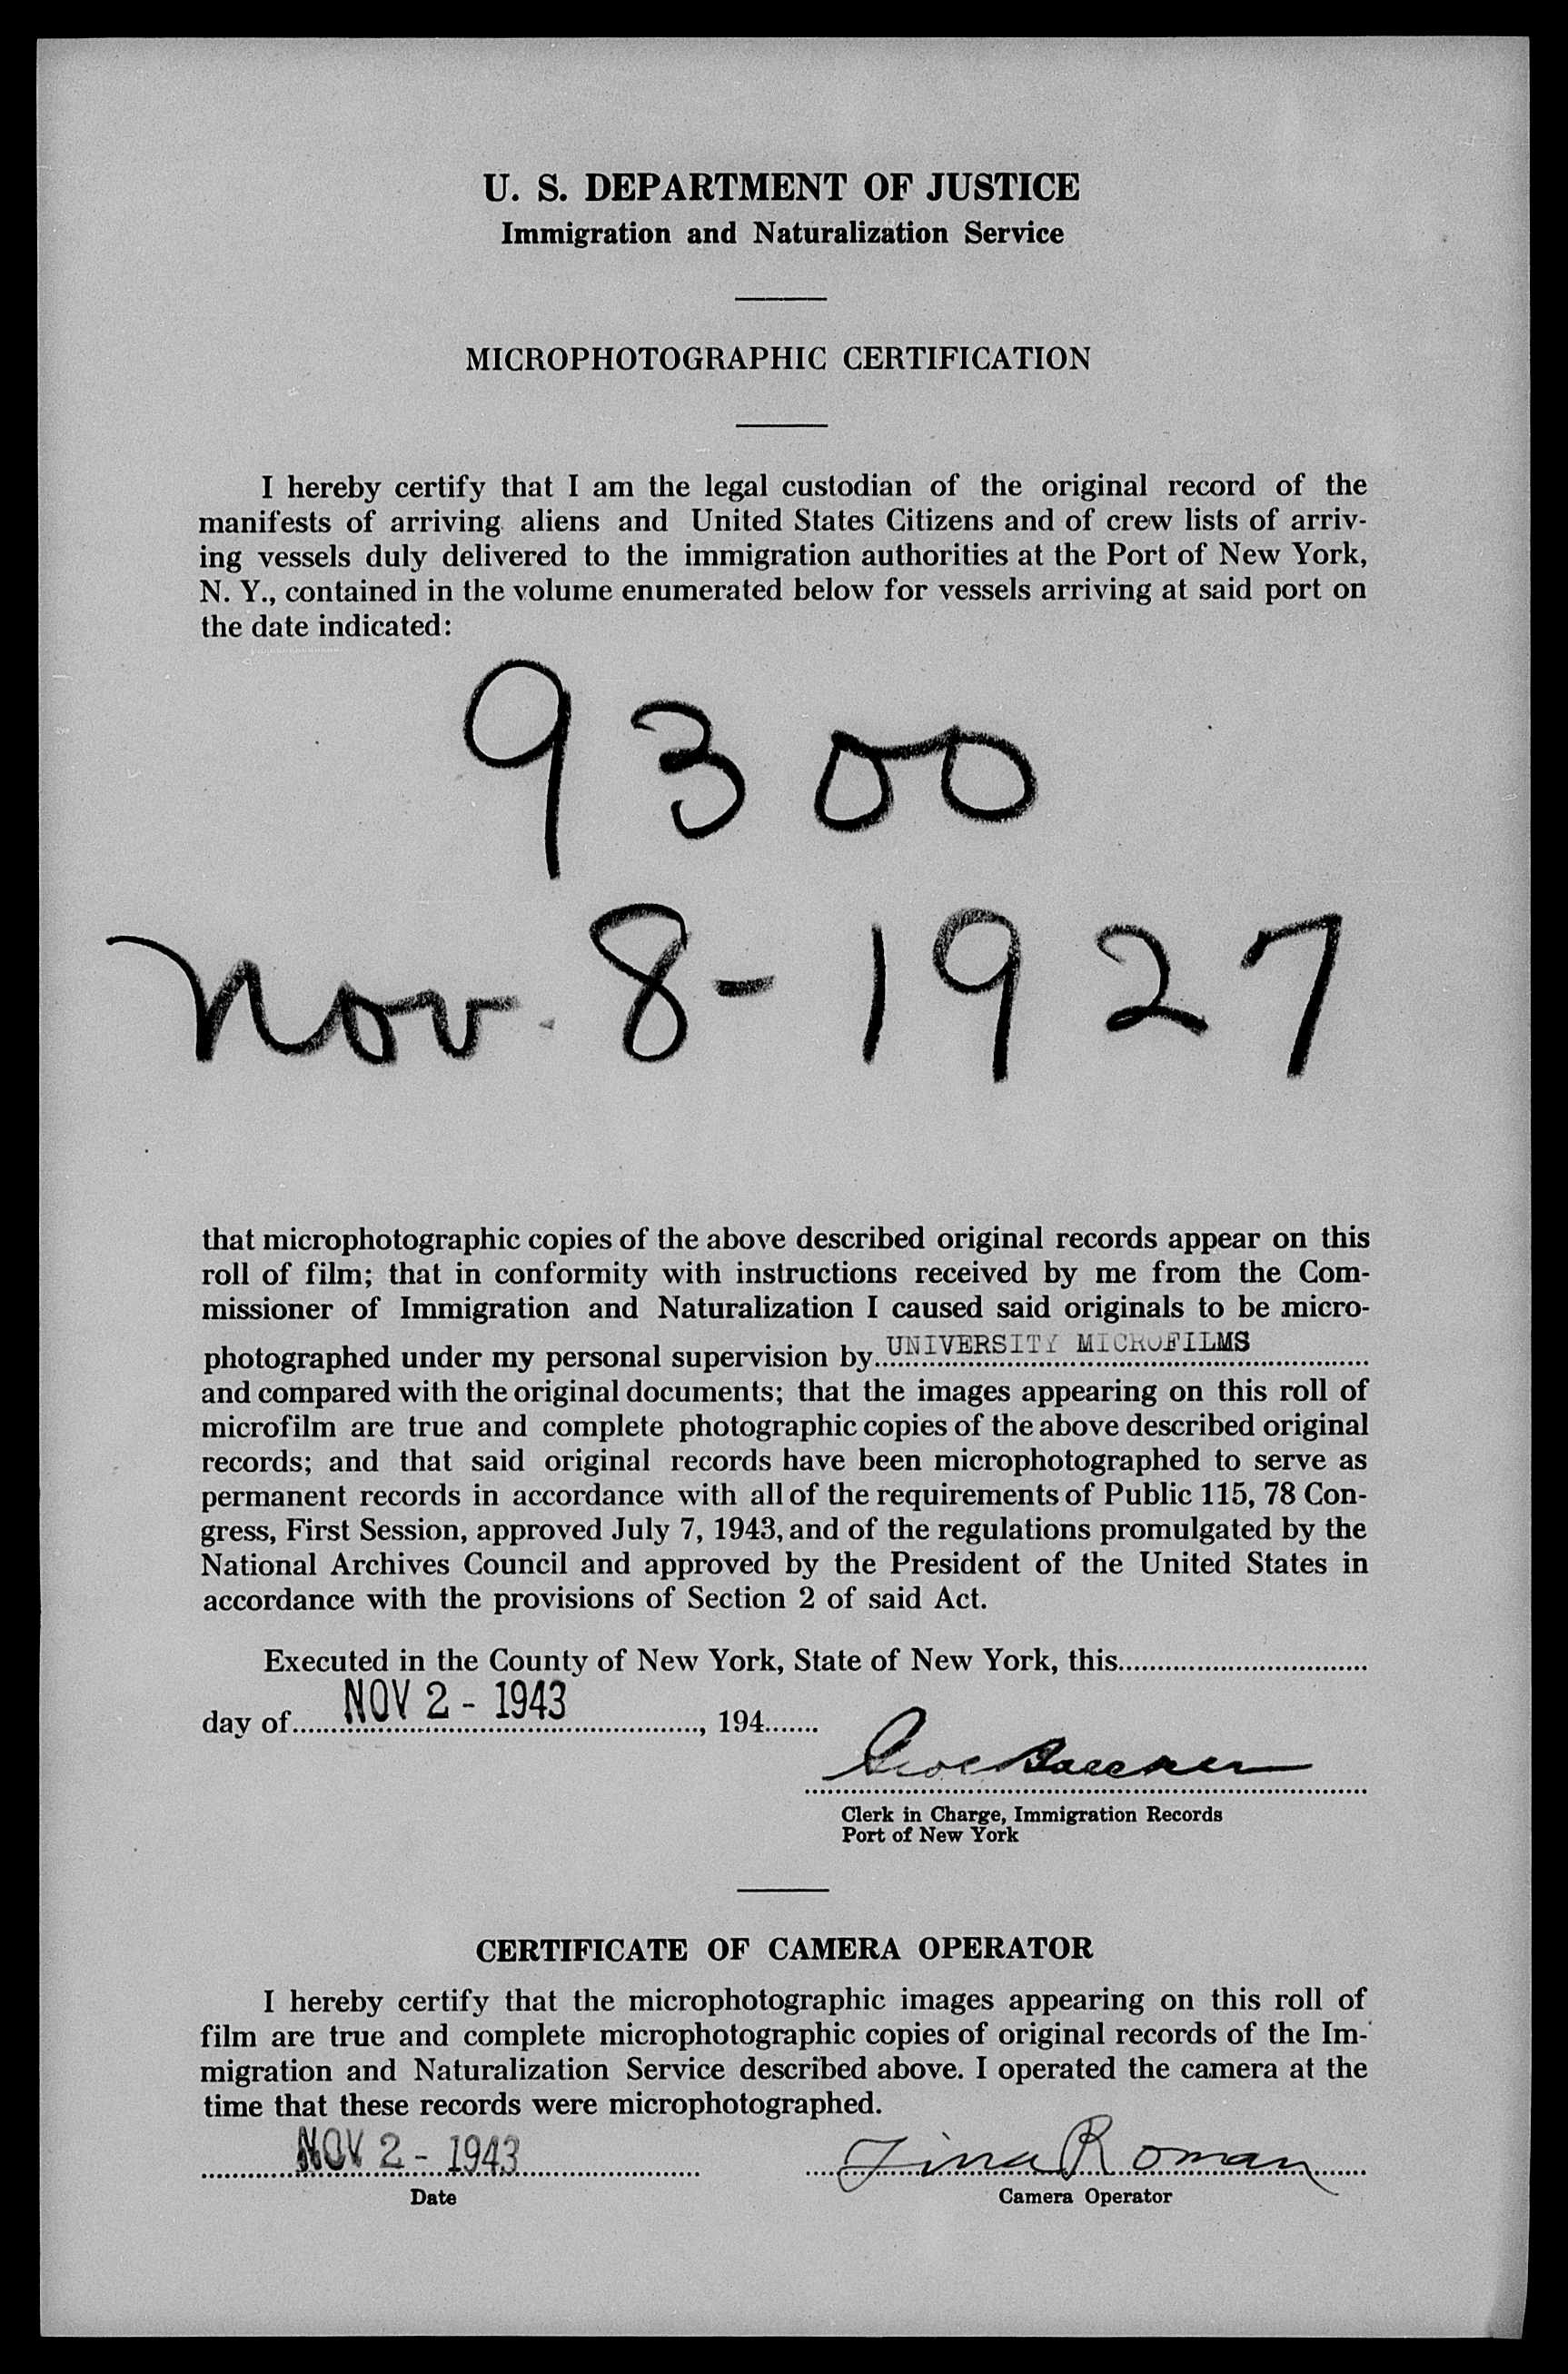 U. S. DEPARTMENT OF JUSTICE
Immigration and Naturalization Service
MICROPHOTOGRAPHIC CERTIFICATION
I hereby certify that I am the legal custodian of the original record of the
manifests of arriving aliens and United States Citizens and of crew lists of arriv-
ing vessels duly delivered to the immigration authorities at the Port of New York,
N. Y., contained in the volume enumerated below for vessels arriving at said port on
the date indicated:
9300
Nov. 8 - 1927
that microphotographic copies of the above described original records appear on this
roll of film; that in conformity with instructions received by me from the Com-
missioner of Immigration and Naturalization I caused said originals to be micro-
photographed under my personal supervision by UNIVERSITY MICROFILMS
and compared with the original documents; that the images appearing on this roll of
microfilm are true and complete photographic copies of the above described original
records; and that said original records have been microphotographed to serve as
permanent records in accordance with all of the requirements of Public 115, 78 Con-
gress, First Session, approved July 7, 1943, and of the regulations promulgated by the
National Archives Council and approved by the President of the United States in
accordance with the provisions of Section 2 of said Act.
Executed in the County of New York, State of New York, this
day of NOV 2 - 1943, 194
Clerk in Charge, Immigration Records
Port of New York
CERTIFICATE OF CAMERA OPERATOR
I hereby certify that the microphotographic images appearing on this roll of
film are true and complete microphotographic copies of original records of the Im-
migration and Naturalization Service described above. I operated the camera at the
time that these records were microphotographed.
NOV 2 - 1943 Tina Roman
Date Camera Operator